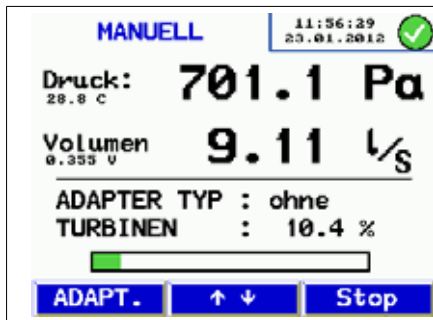 MANUELL
11:56:29
23.01.2012
Druck: 701.1 Pa
28.8 C
Volumen 9.11 l/s
0.355 V
ADAPTER TYP : ohne
TURBINEN : 10.4 %
ADAPT. ↑ ↓ Stop